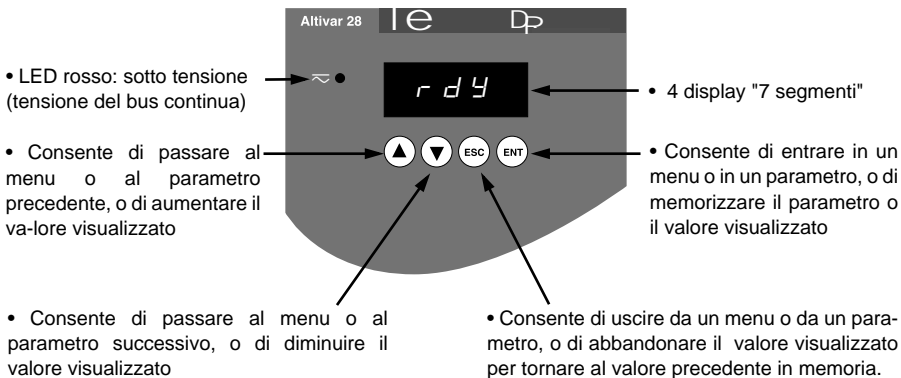 Altivar 28
Te
Dp
• LED rosso: sotto tensione
(tensione del bus continua)
rdY
• 4 display "7 segmenti"
ESC
ENT
• Consente di passare al
menu o al parametro
precedente, o di aumentare il
va-lore visualizzato
• Consente di entrare in un
menu o in un parametro, o di
memorizzare il parametro o
il valore visualizzato
• Consente di passare al menu o al
parametro successivo, o di diminuire il
valore visualizzato
• Consente di uscire da un menu o da un para-
metro, o di abbandonare il valore visualizzato
per tornare al valore precedente in memoria.